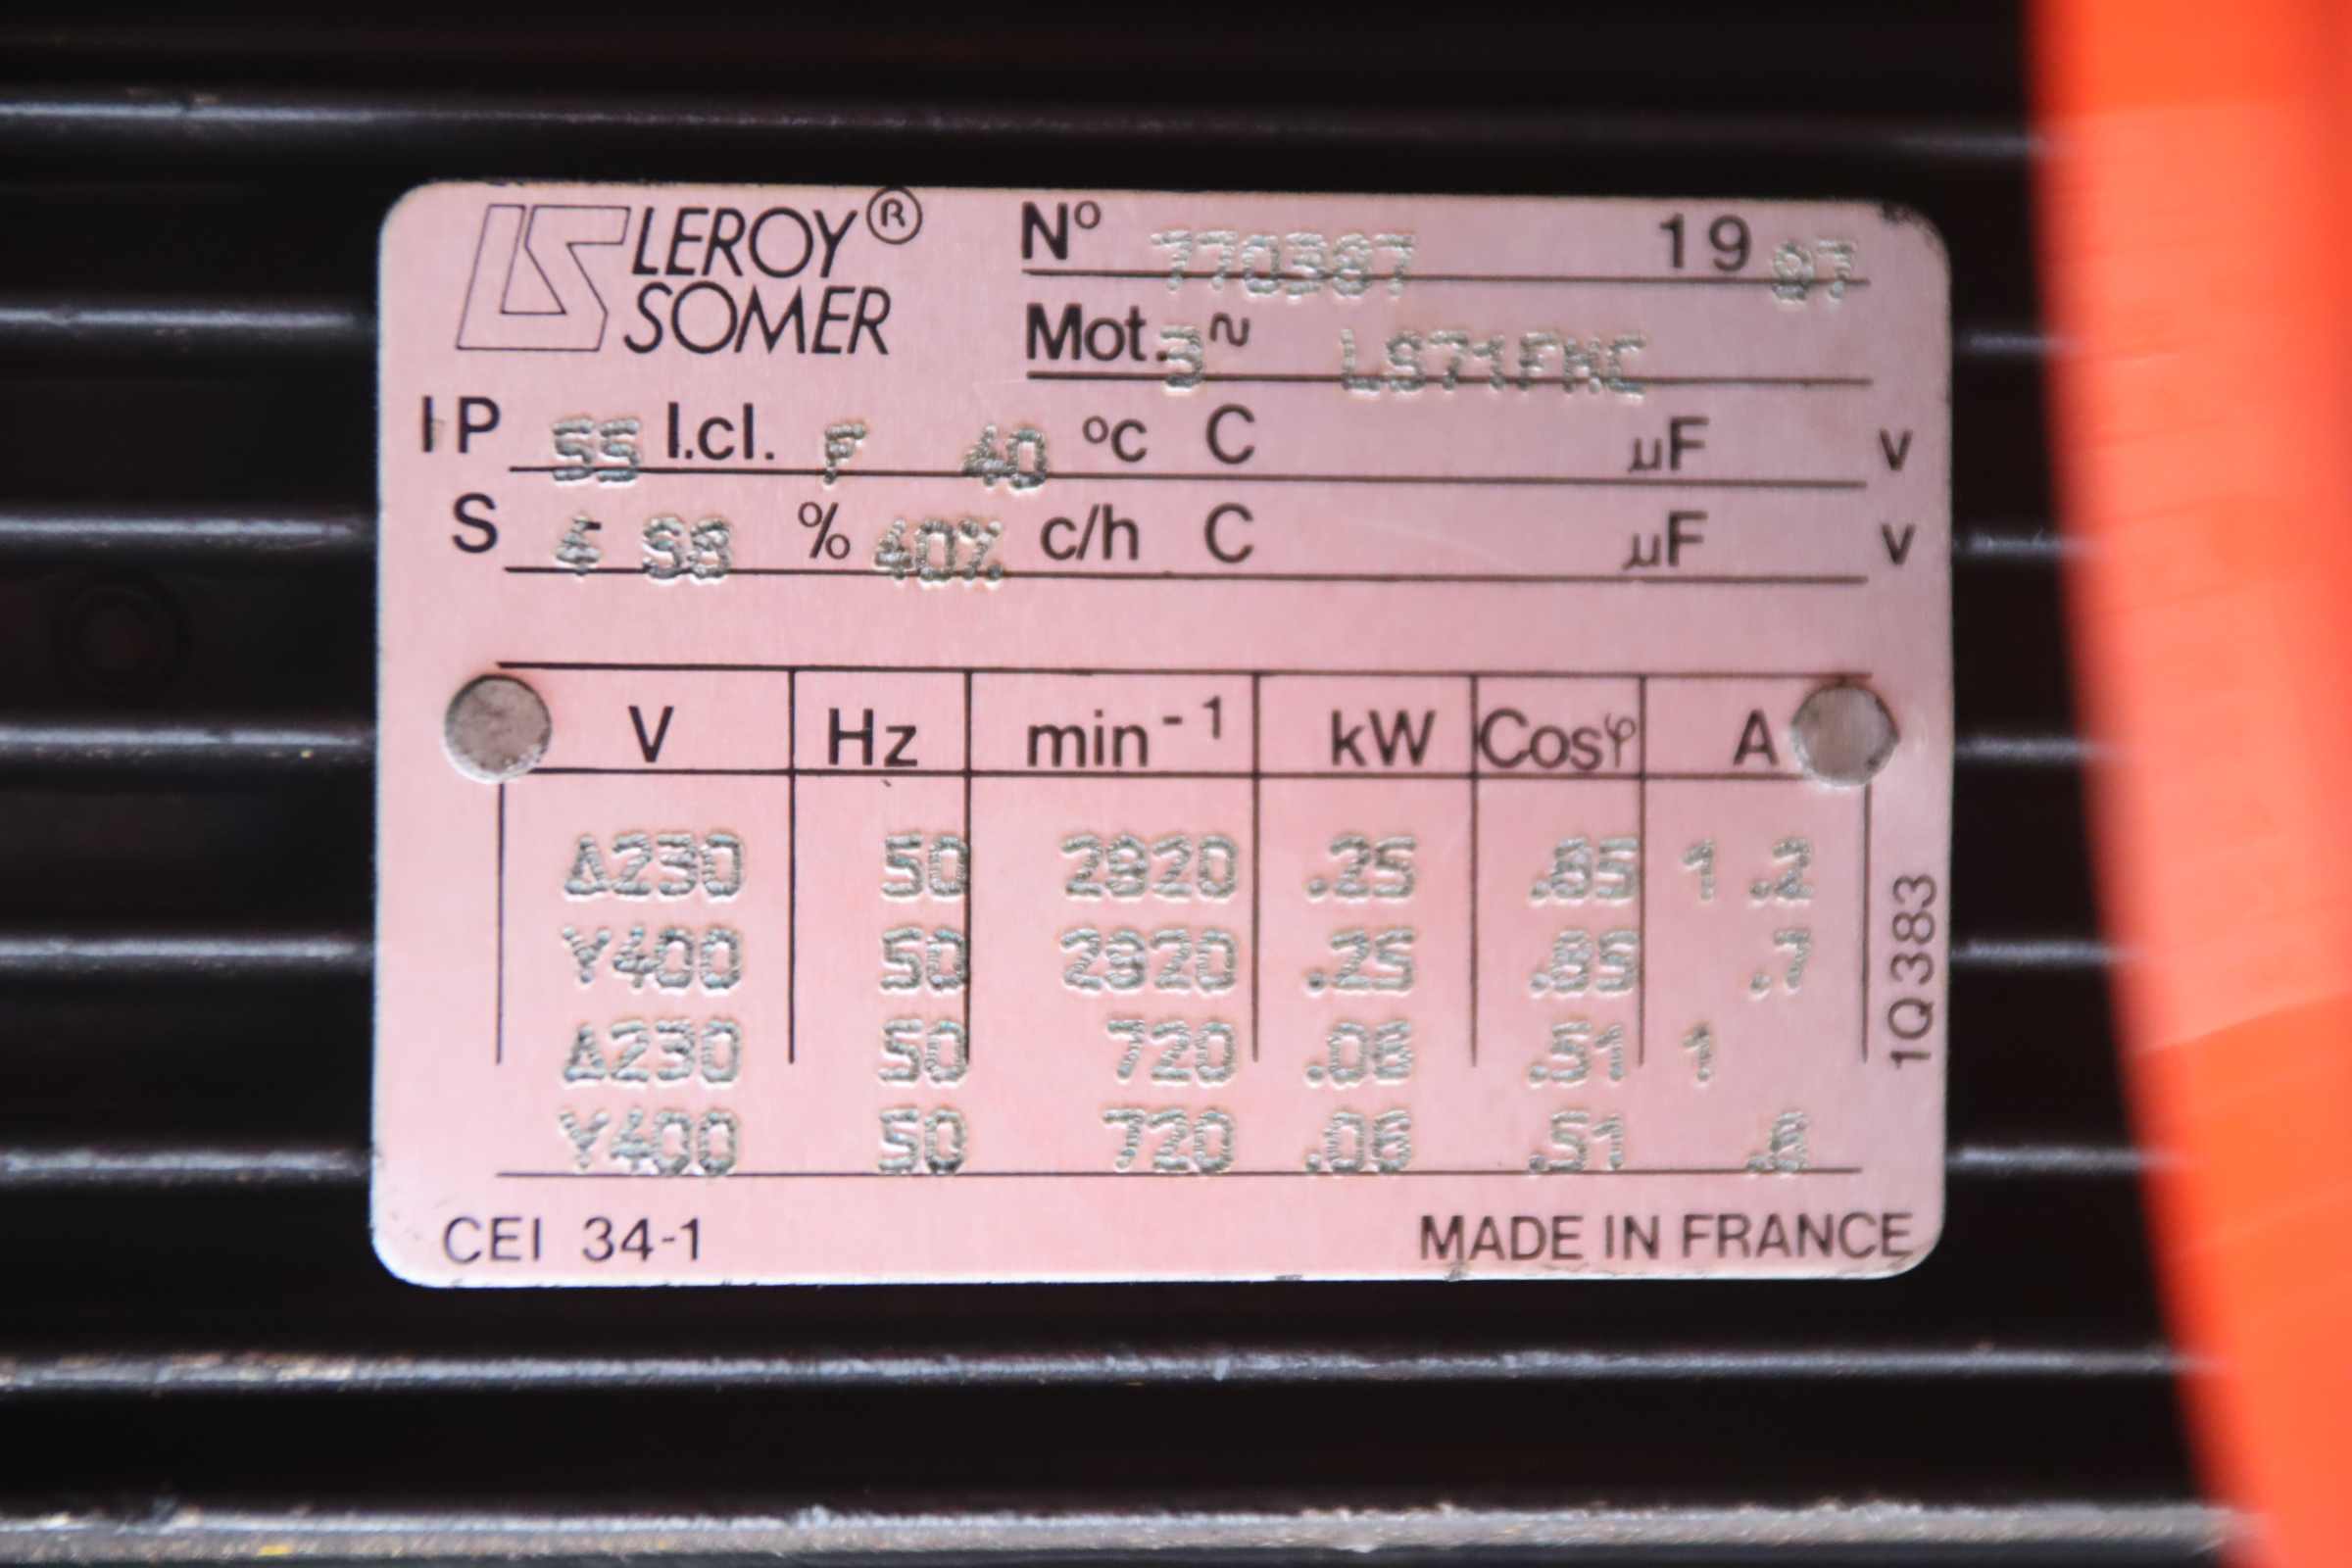 LEROY® N° 770387 19 97
SOMER Mot. 3~ LS71FMC
IP 55 I.cl. F 40 °C C µF V
S 4 S8 % 40% c/h C µF V
V Hz min⁻¹ kW Cosφ A
Δ230 50 2820 .25 .85 1 .2
Y400 50 2820 .25 .85 .7
Δ230 50 720 .06 .51 1
Y400 50 720 .06 .51 .6
1Q383
CEI 34-1 MADE IN FRANCE